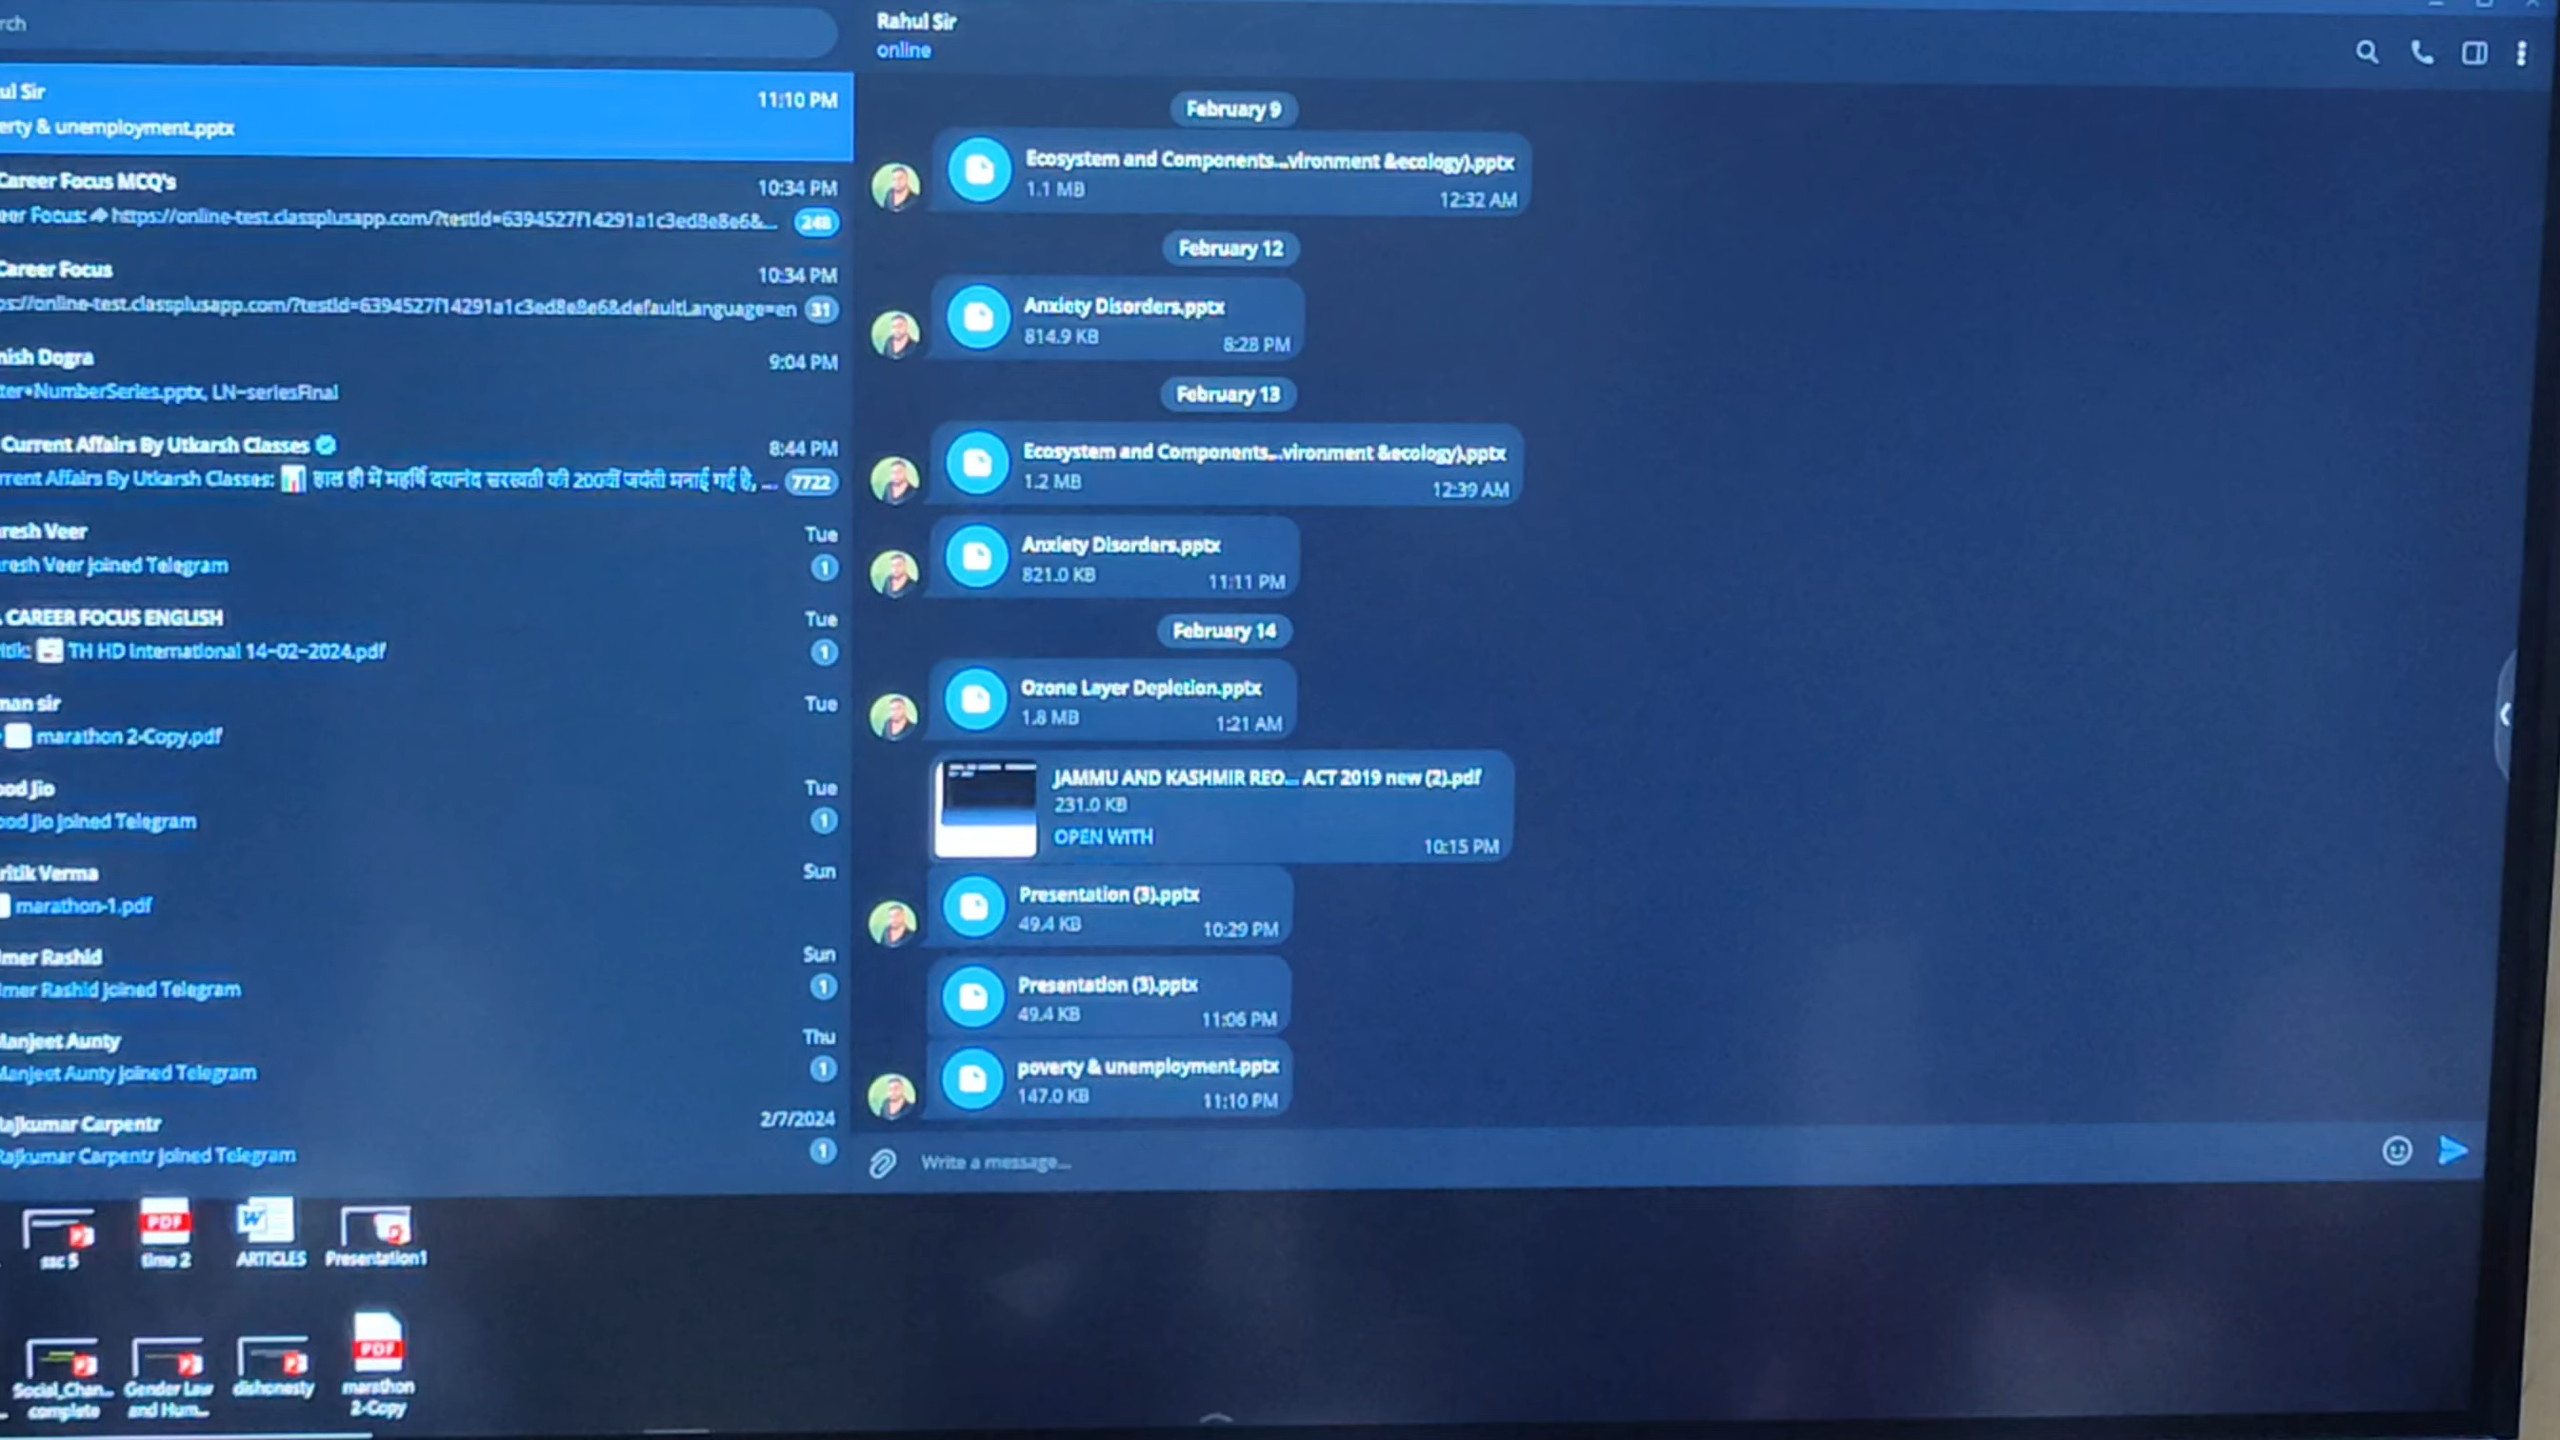 rch
ul Sir
11:10 PM
erty & unemployment.pptx
Career Focus MCQ's
10:34 PM
er Focus: https://online-test.classplusapp.com/?testId=6394527f14291a1c3ed8e8e6&...
248
Career Focus
10:34 PM
ps://online-test.classplusapp.com/?testId=6394527f14291a1c3ed8e8e6&defaultLanguage=en
31
nish Dogra
9:04 PM
ter+NumberSeries.pptx, LN-seriesFinal
Current Affairs By Utkarsh Classes
8:44 PM
rrent Affairs By Utkarsh Classes: हाल ही में महर्षि दयानंद सरस्वती की 200वीं जयंती मनाई गई है, ...
7722
resh Veer
Tue
resh Veer joined Telegram
1
CAREER FOCUS ENGLISH
Tue
itik: TH HD International 14-02-2024.pdf
1
man sir
Tue
marathon 2-Copy.pdf
ood Jio
Tue
ood Jio joined Telegram
1
ritik Verma
Sun
marathon-1.pdf
mer Rashid
Sun
mer Rashid joined Telegram
1
Manjeet Aunty
Thu
Manjeet Aunty joined Telegram
1
Rajkumar Carpentr
2/7/2024
Rajkumar Carpentr joined Telegram
1
Rahul Sir
online
February 9
Ecosystem and Components...vironment &ecology).pptx
1.1 MB
12:32 AM
February 12
Anxiety Disorders.pptx
814.9 KB
8:28 PM
February 13
Ecosystem and Components...vironment &ecology).pptx
1.2 MB
12:39 AM
Anxiety Disorders.pptx
821.0 KB
11:11 PM
February 14
Ozone Layer Depletion.pptx
1.8 MB
1:21 AM
JAMMU AND KASHMIR REO... ACT 2019 new (2).pdf
231.0 KB
OPEN WITH
10:15 PM
Presentation (3).pptx
49.4 KB
10:29 PM
Presentation (3).pptx
49.4 KB
11:06 PM
poverty & unemployment.pptx
147.0 KB
11:10 PM
Write a message...
ssc 5
PDF
time 2
W
ARTICLES
Presentation1
Social_Chan...
complete
Gender Law
and Hum...
dishonesty
PDF
marathon
2-Copy